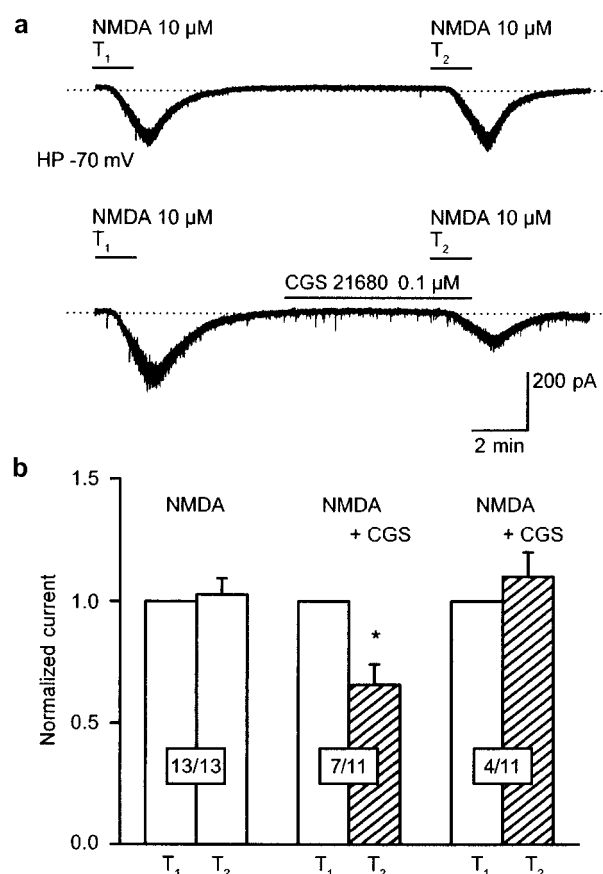 a
NMDA 10 µM NMDA 10 µM
T1 T2
HP -70 mV
NMDA 10 µM NMDA 10 µM
T1 T2
CGS 21680 0.1 µM
200 pA
2 min
b
Normalized current
1.5
1.0
0.5
0.0
NMDA NMDA NMDA
+ CGS + CGS
*
13/13 7/11 4/11
T1 T2 T1 T2 T1 T2